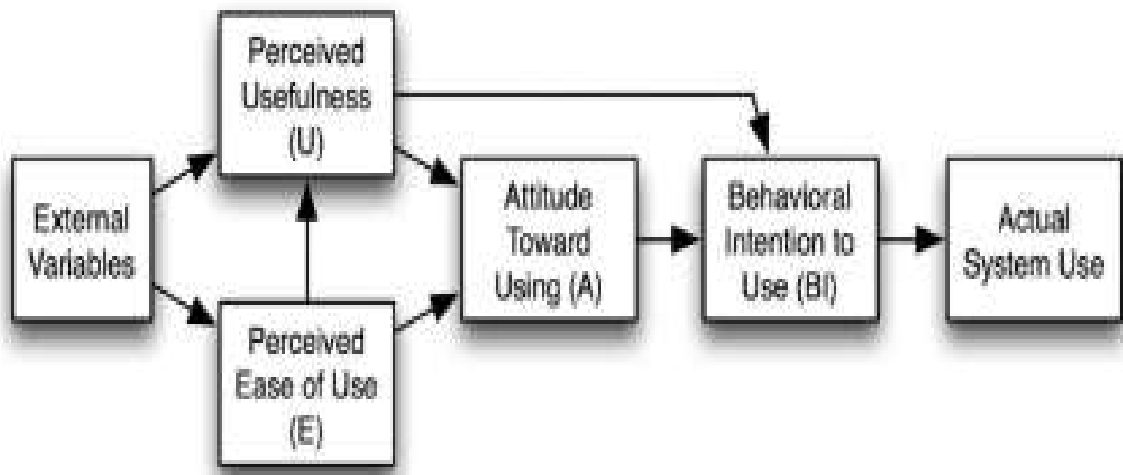 Perceived
Usefulness
(U)
External
Variables
Perceived
Ease of Use
(E)
Attitude
Toward
Using (A)
Behavioral
Intention to
Use (BI)
Actual
System Use